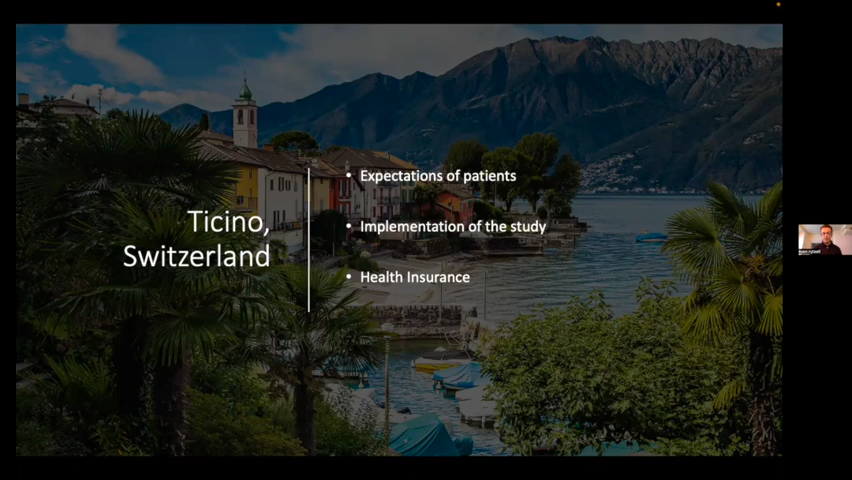 Ticino,
Switzerland
• Expectations of patients
• Implementation of the study
• Health Insurance